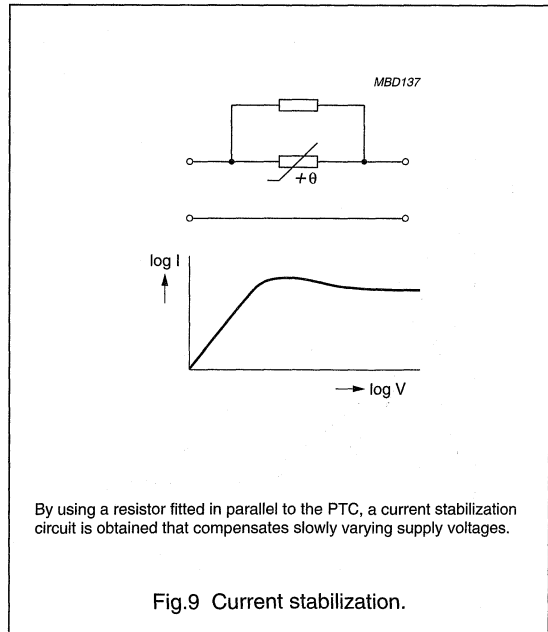 MBD137
+θ
log I
log V
By using a resistor fitted in parallel to the PTC, a current stabilization
circuit is obtained that compensates slowly varying supply voltages.
Fig.9 Current stabilization.